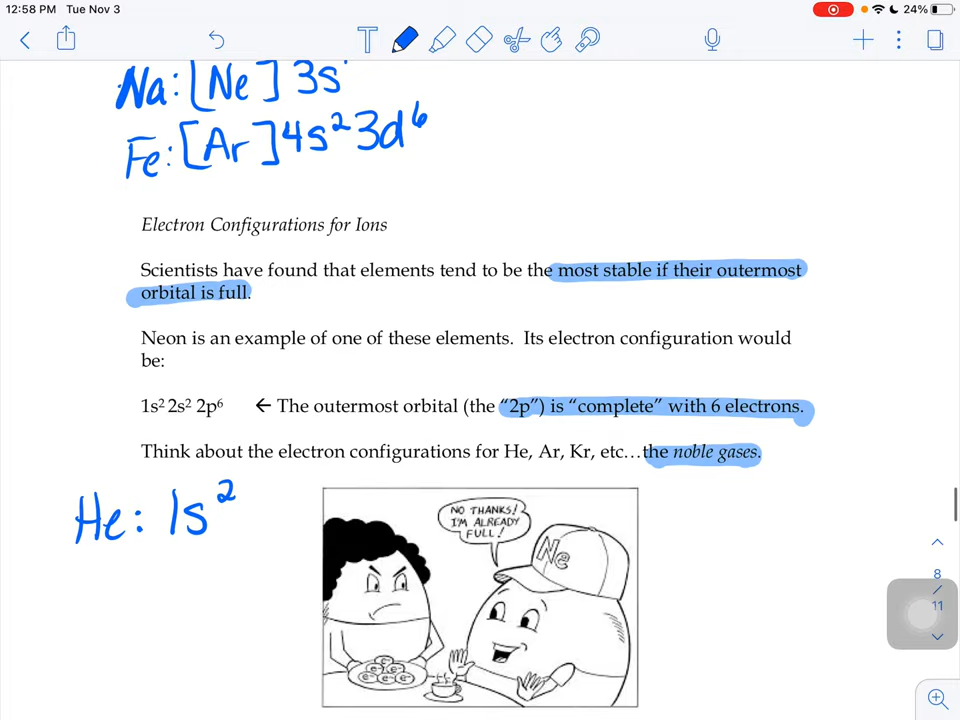 12:58 PM Tue Nov 3
24%
Na: [Ne] 3s¹
Fe: [Ar] 4s² 3d⁶
Electron Configurations for Ions
Scientists have found that elements tend to be the most stable if their outermost
orbital is full.
Neon is an example of one of these elements. Its electron configuration would
be:
1s² 2s² 2p⁶ ← The outermost orbital (the “2p”) is “complete” with 6 electrons.
Think about the electron configurations for He, Ar, Kr, etc…the noble gases.
He: 1s²
NO THANKS!
I'M ALREADY
FULL!
Ne
8
/
11